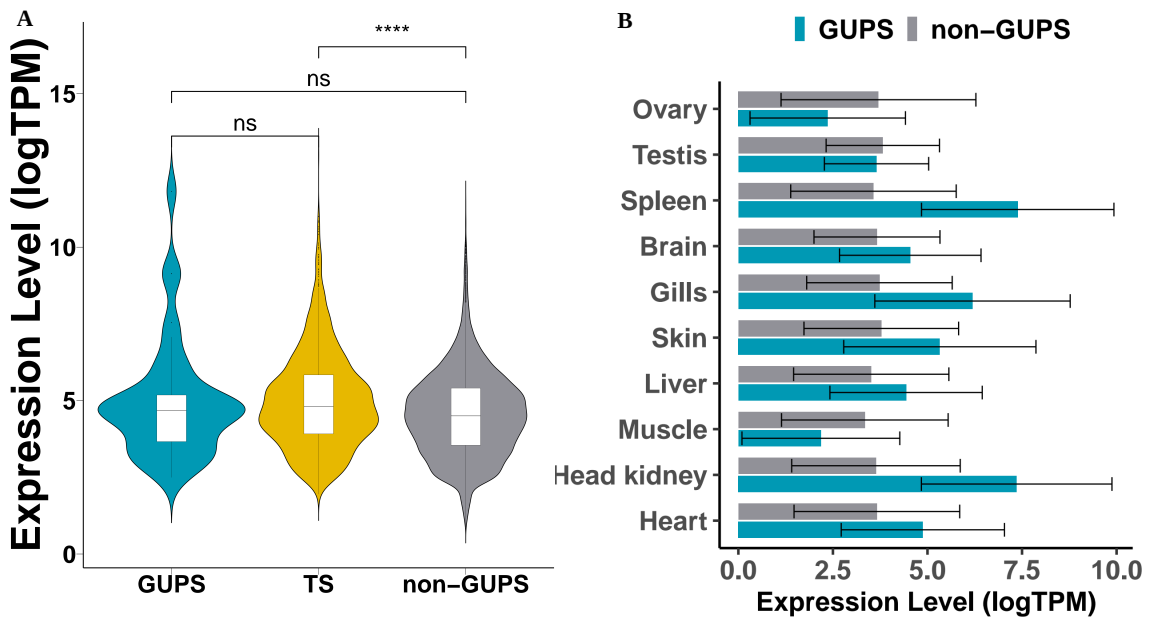 A
Expression Level (logTPM)
15
10
5
0
****
ns
ns
GUPS TS non–GUPS
B
GUPS non–GUPS
Ovary
Testis
Spleen
Brain
Gills
Skin
Liver
Muscle
Head kidney
Heart
0.0 2.5 5.0 7.5 10.0
Expression Level (logTPM)